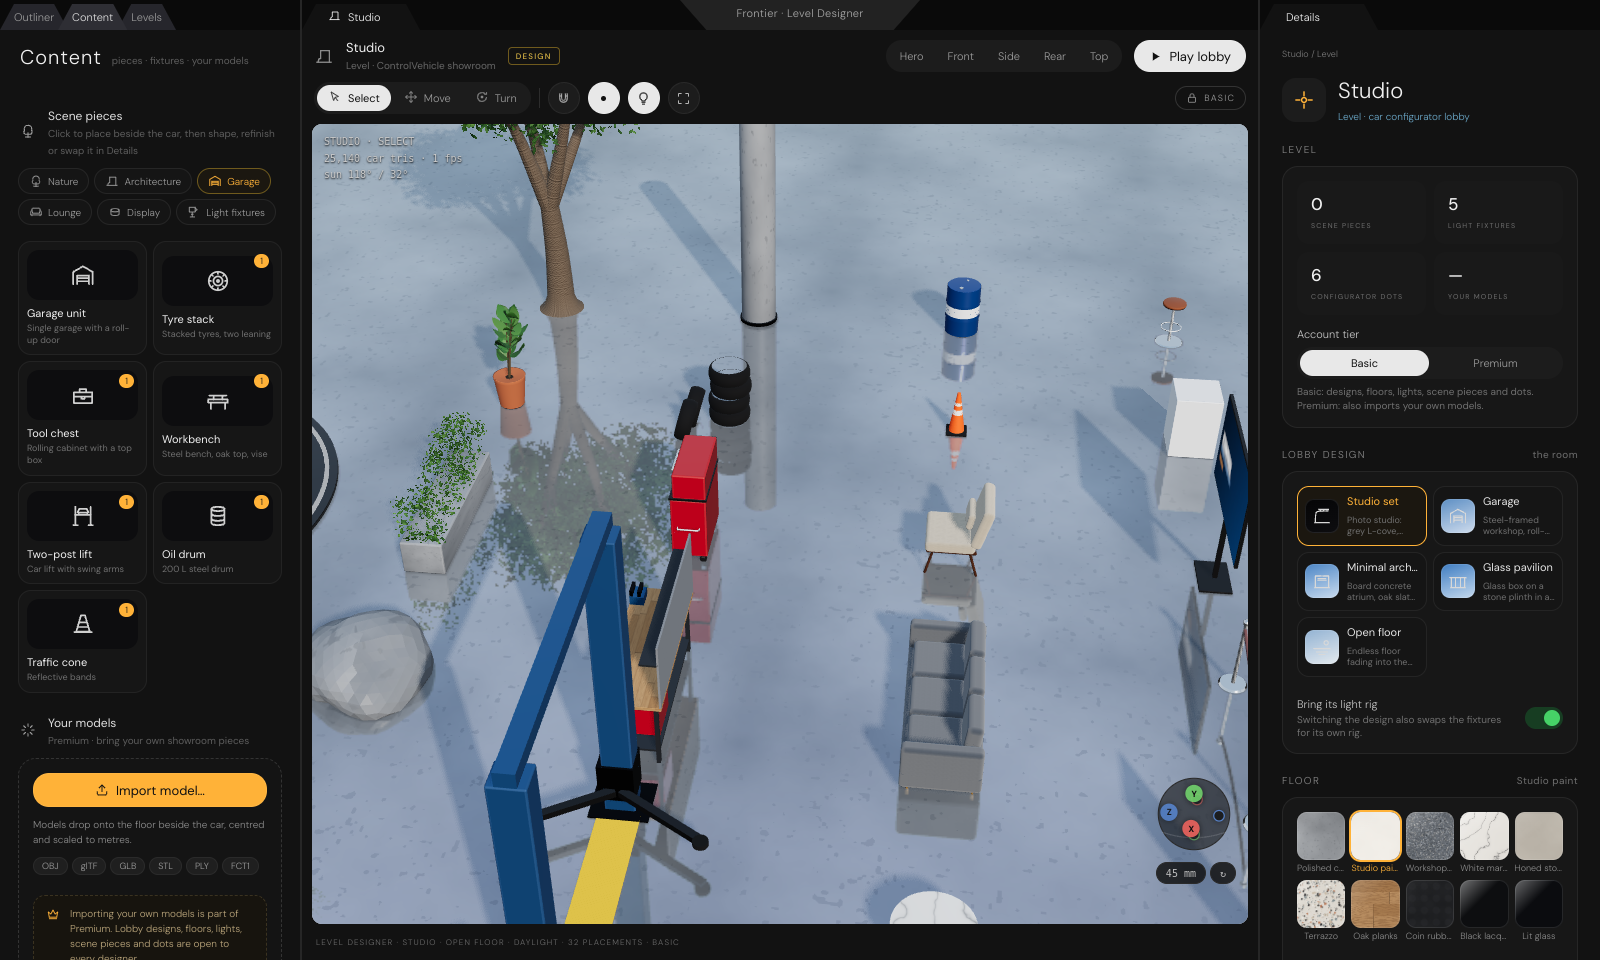 Outliner
Content
Levels
Studio
Frontier · Level Designer
Details
Content
pieces · fixtures · your models
Scene pieces
Click to place beside the car, then shape, refinish
or swap it in Details
Nature
Architecture
Garage
Lounge
Display
Light fixtures
Garage unit
Single garage with a roll-
up door
1
Tyre stack
Stacked tyres, two leaning
1
Tool chest
Rolling cabinet with a top
box
1
Workbench
Steel bench, oak top, vise
1
Two-post lift
Car lift with swing arms
1
Oil drum
200 L steel drum
1
Traffic cone
Reflective bands
Your models
Premium · bring your own showroom pieces
Import model...
Models drop onto the floor beside the car, centred
and scaled to metres.
OBJ
glTF
GLB
STL
PLY
FCT1
Importing your own models is part of
Premium. Lobby designs, floors, lights,
scene pieces and dots are open to
every designer.
Studio
Level · ControlVehicle showroom
DESIGN
Hero
Front
Side
Rear
Top
Play lobby
Select
Move
Turn
BASIC
STUDIO · SELECT
25,140 car tris · 1 fps
sun 118° / 32°
Y
Z
X
45 mm
LEVEL DESIGNER · STUDIO · OPEN FLOOR · DAYLIGHT · 32 PLACEMENTS · BASIC
Studio / Level
Studio
Level · car configurator lobby
LEVEL
0
SCENE PIECES
5
LIGHT FIXTURES
6
CONFIGURATOR DOTS
—
YOUR MODELS
Account tier
Basic
Premium
Basic: designs, floors, lights, scene pieces and dots.
Premium: also imports your own models.
LOBBY DESIGN
the room
Studio set
Photo studio:
grey L-cove,...
Garage
Steel-framed
workshop, roll-...
Minimal arch...
Board concrete
atrium, oak slat...
Glass pavilion
Glass box on a
stone plinth in a...
Open floor
Endless floor
fading into the...
Bring its light rig
Switching the design also swaps the fixtures
for its own rig.
FLOOR
Studio paint
Polished c...
Studio pai...
Workshop...
White mar...
Honed sto...
Terrazzo
Oak planks
Coin rubb...
Black lacq...
Lit glass